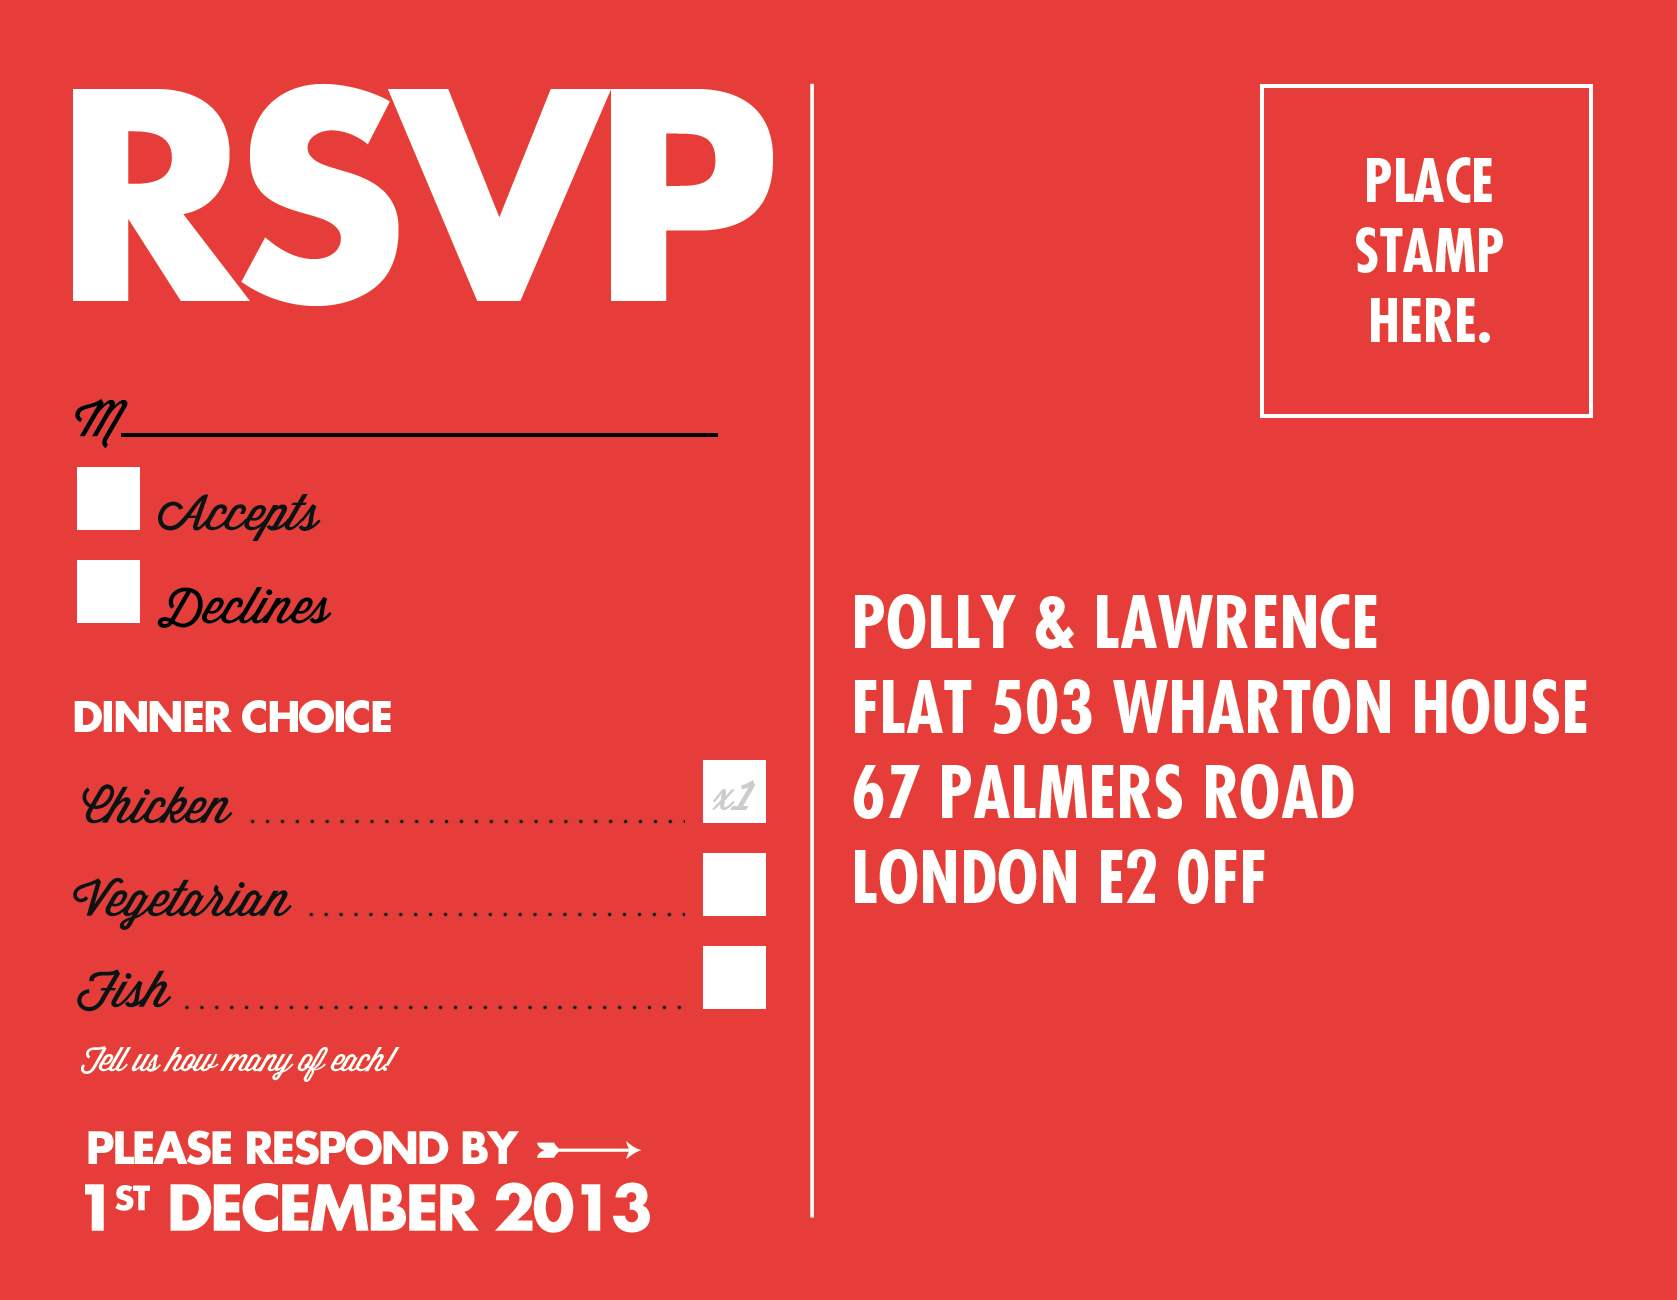 RSVP
M
Accepts
Declines
DINNER CHOICE
Chicken x1
Vegetarian
Fish
Tell us how many of each!
PLEASE RESPOND BY
1ST DECEMBER 2013
PLACE
STAMP
HERE.
POLLY & LAWRENCE
FLAT 503 WHARTON HOUSE
67 PALMERS ROAD
LONDON E2 0FF